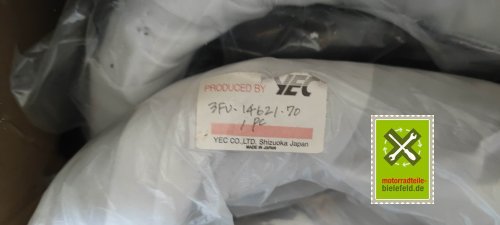 PRODUCED BY YEC
3FV-14621-70
1 PC
YEC CO.,LTD. Shizuoka Japan
MADE IN JAPAN
motorradteile-
bielefeld.de